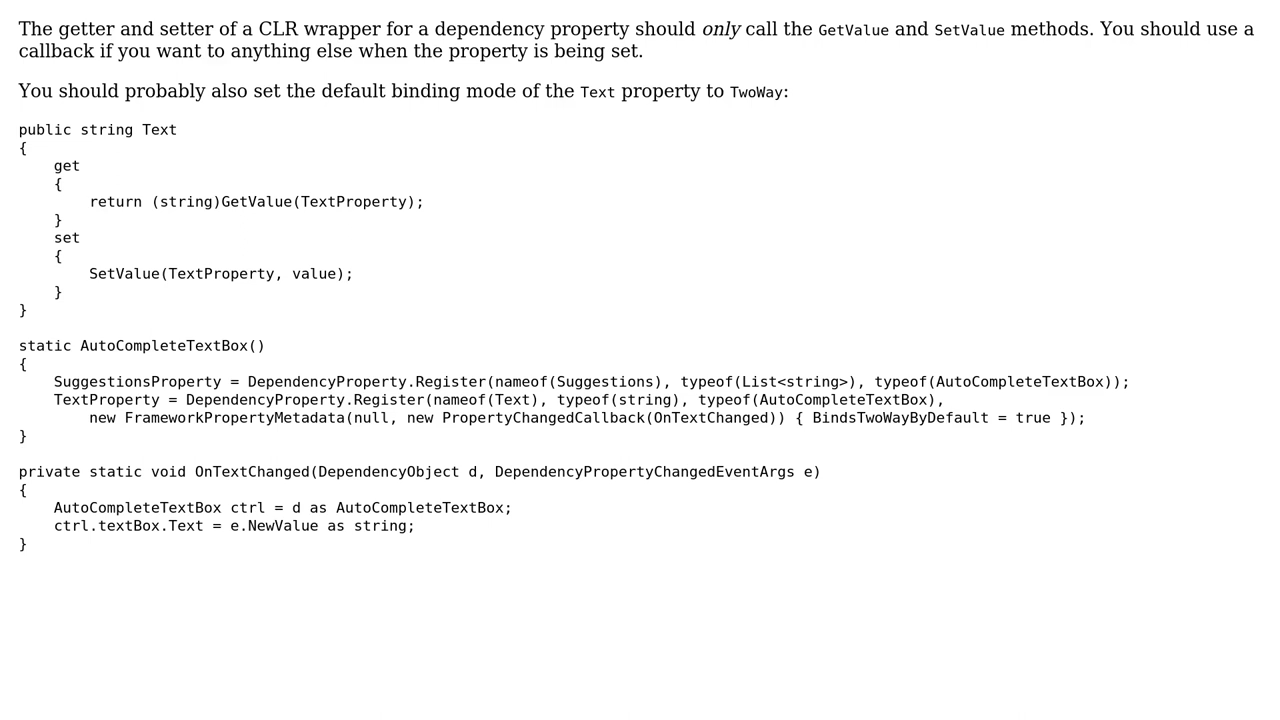 The getter and setter of a CLR wrapper for a dependency property should only call the GetValue and SetValue methods. You should use a
callback if you want to anything else when the property is being set.
You should probably also set the default binding mode of the Text property to TwoWay:
public string Text
{
    get
    {
        return (string)GetValue(TextProperty);
    }
    set
    {
        SetValue(TextProperty, value);
    }
}
static AutoCompleteTextBox()
{
    SuggestionsProperty = DependencyProperty.Register(nameof(Suggestions), typeof(List<string>), typeof(AutoCompleteTextBox));
    TextProperty = DependencyProperty.Register(nameof(Text), typeof(string), typeof(AutoCompleteTextBox),
        new FrameworkPropertyMetadata(null, new PropertyChangedCallback(OnTextChanged)) { BindsTwoWayByDefault = true });
}
private static void OnTextChanged(DependencyObject d, DependencyPropertyChangedEventArgs e)
{
    AutoCompleteTextBox ctrl = d as AutoCompleteTextBox;
    ctrl.textBox.Text = e.NewValue as string;
}